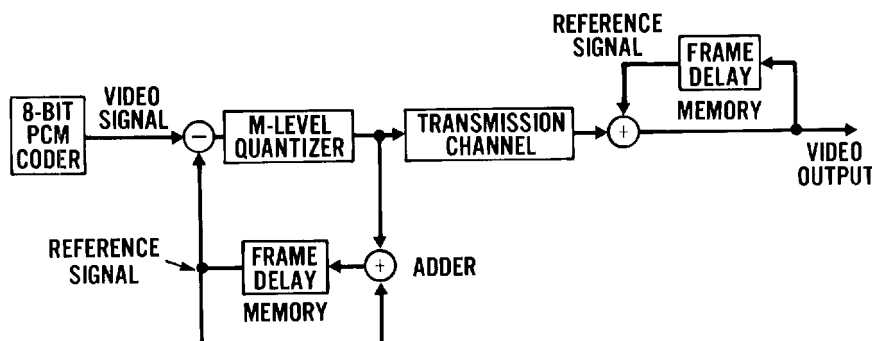 8-BIT
PCM
CODER
VIDEO
SIGNAL
−
M-LEVEL
QUANTIZER
TRANSMISSION
CHANNEL
+
REFERENCE
SIGNAL
FRAME
DELAY
MEMORY
VIDEO
OUTPUT
REFERENCE
SIGNAL
FRAME
DELAY
MEMORY
+
ADDER